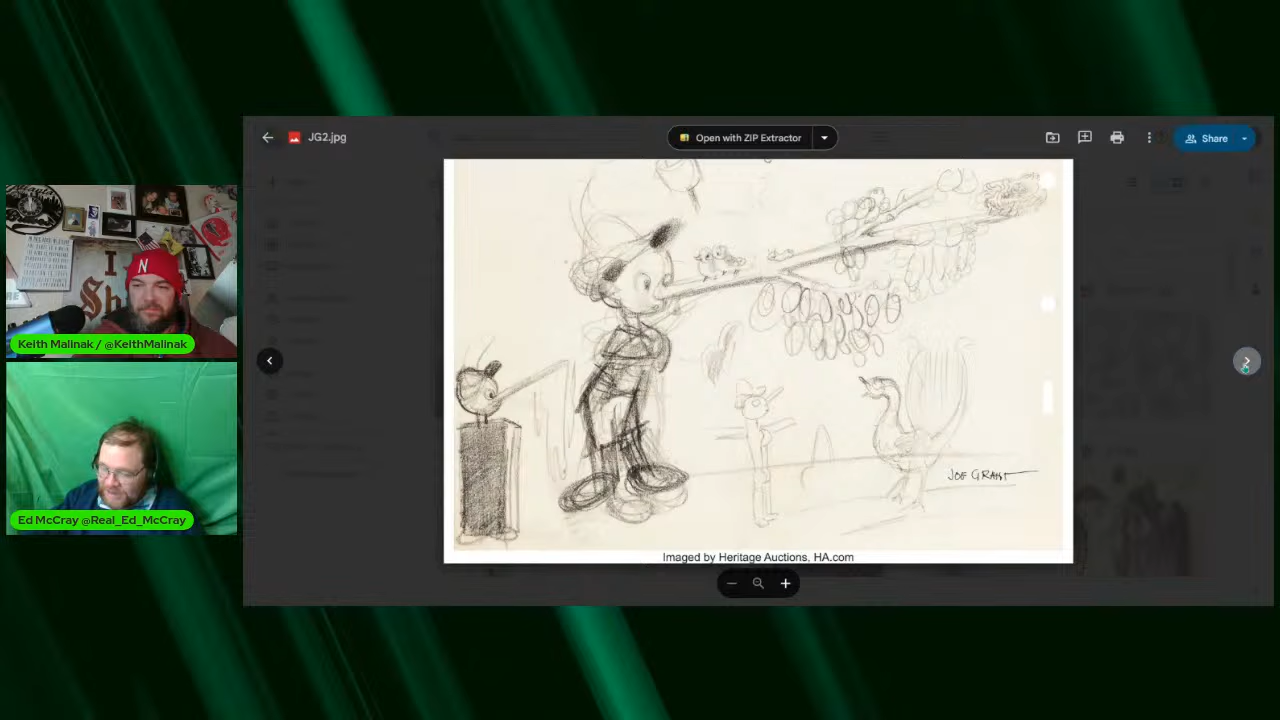 JG2.jpg
Open with ZIP Extractor
Share
N
Keith Malinak / @KeithMalinak
Ed McCray @Real_Ed_McCray
JOE GRANT
Imaged by Heritage Auctions, HA.com